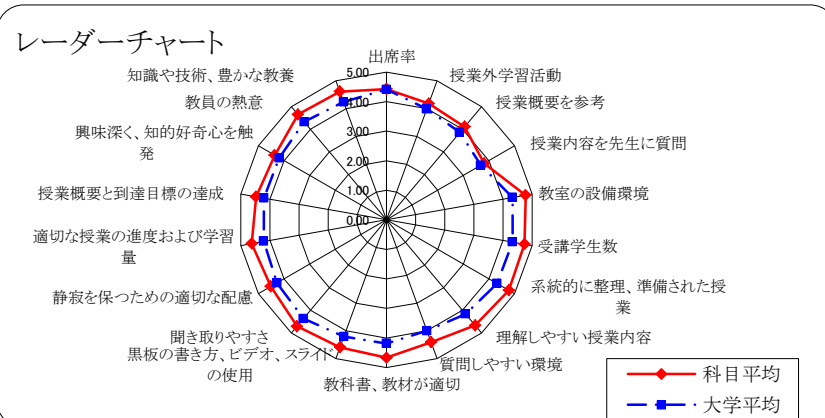 レーダーチャート
出席率
授業外学習活動
授業概要を参考
授業内容を先生に質問
教室の設備環境
受講学生数
系統的に整理、準備された授
業
理解しやすい授業内容
質問しやすい環境
教科書、教材が適切
黒板の書き方、ビデオ、スライド
の使用
聞き取りやすさ
静寂を保つための適切な配慮
適切な授業の進度および学習
量
授業概要と到達目標の達成
興味深く、知的好奇心を触
発
教員の熱意
知識や技術、豊かな教養
5.00
4.00
3.00
2.00
1.00
0.00
科目平均
大学平均